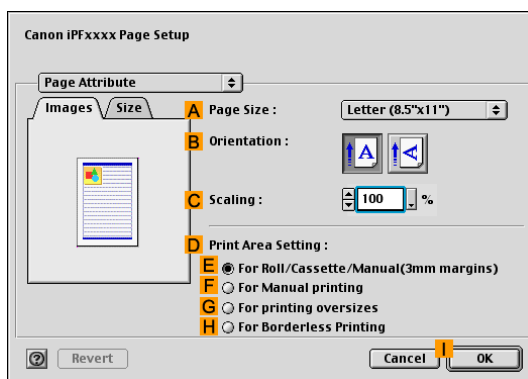 Canon iPFxxxx Page Setup
Page Attribute
Images Size
A Page Size : Letter (8.5"x11")
B Orientation : A A
C Scaling : 100 %
D Print Area Setting :
E For Roll/Cassette/Manual(3mm margins)
F For Manual printing
G For printing oversizes
H For Borderless Printing
I
? Revert Cancel OK